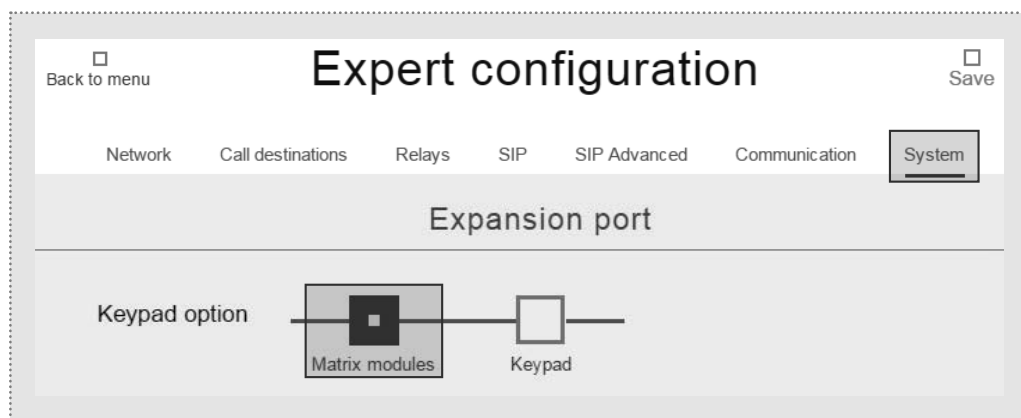 Expert configuration
Back to menu
Save
Network Call destinations Relays SIP SIP Advanced Communication System
Expansion port
Keypad option
Matrix modules Keypad